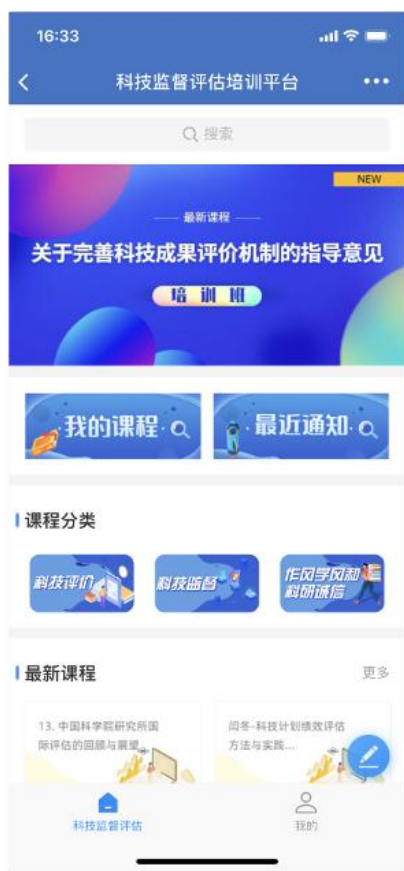 16:33
科技监督评估培训平台
搜索
NEW
最新课程
关于完善科技成果评价机制的指导意见
培训班
我的课程
最近通知
课程分类
科技评价
科技监督
作风学风和
科研诚信
最新课程
更多
13. 中国科学院研究所国
际评估的回顾与展望
闫冬-科技计划绩效评估
方法与实践...
科技监督评估
我的